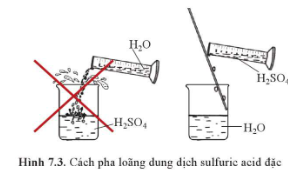 H₂O
H₂SO₄
H₂SO₄
H₂O
Hình 7.3. Cách pha loãng dung dịch sulfuric acid đặc